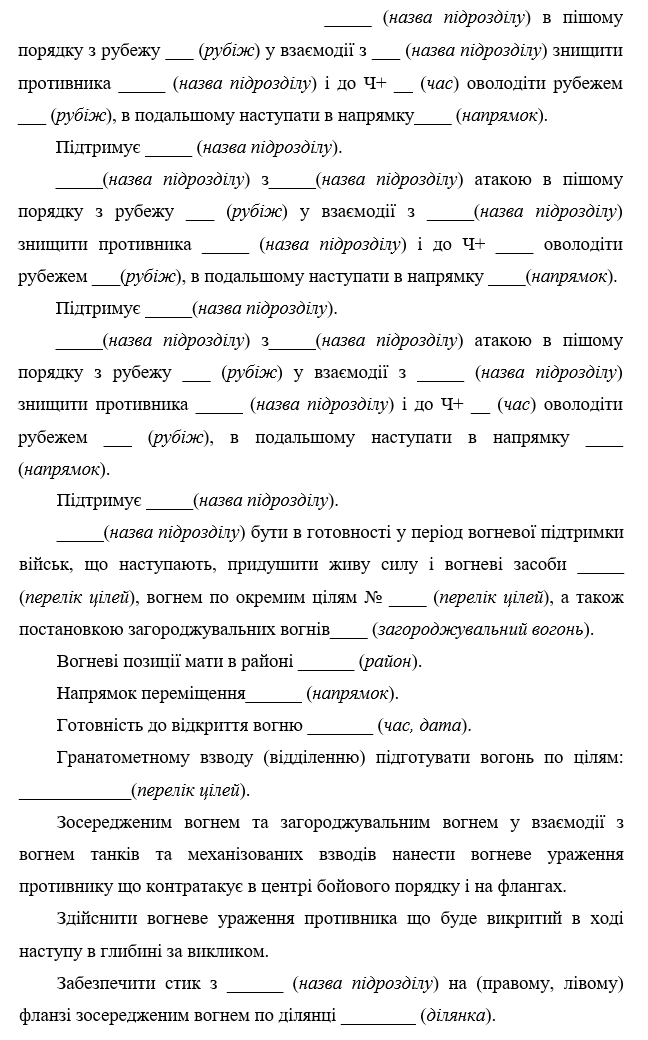 _____ (назва підрозділу) в пішому
порядку з рубежу ___ (рубіж) у взаємодії з ___ (назва підрозділу) знищити
противника _____ (назва підрозділу) і до Ч+ __ (час) оволодіти рубежем
___ (рубіж), в подальшому наступати в напрямку____ (напрямок).
Підтримує _____ (назва підрозділу).
_____(назва підрозділу) з_____(назва підрозділу) атакою в пішому
порядку з рубежу ___ (рубіж) у взаємодії з _____(назва підрозділу)
знищити противника _____ (назва підрозділу) і до Ч+ ____ оволодіти
рубежем ___(рубіж), в подальшому наступати в напрямку ____(напрямок).
Підтримує _____(назва підрозділу).
_____(назва підрозділу) з_____(назва підрозділу) атакою в пішому
порядку з рубежу ___ (рубіж) у взаємодії з _____ (назва підрозділу)
знищити противника _____ (назва підрозділу) і до Ч+ __ (час) оволодіти
рубежем ___ (рубіж), в подальшому наступати в напрямку ____
(напрямок).
Підтримує _____(назва підрозділу).
_____(назва підрозділу) бути в готовності у період вогневої підтримки
військ, що наступають, придушити живу силу і вогневі засоби _____
(перелік цілей), вогнем по окремим цілям № ____ (перелік цілей), а також
постановкою загороджувальних вогнів____ (загороджувальний вогонь).
Вогневі позиції мати в районі ______ (район).
Напрямок переміщення______ (напрямок).
Готовність до відкриття вогню _______ (час, дата).
Гранатометному взводу (відділенню) підготувати вогонь по цілям:
____________(перелік цілей).
Зосередженим вогнем та загороджувальним вогнем у взаємодії з
вогнем танків та механізованих взводів нанести вогневе ураження
противнику що контратакує в центрі бойового порядку і на флангах.
Здійснити вогневе ураження противника що буде викритий в ході
наступу в глибині за викликом.
Забезпечити стик з ______ (назва підрозділу) на (правому, лівому)
фланзі зосередженим вогнем по ділянці ________ (ділянка).